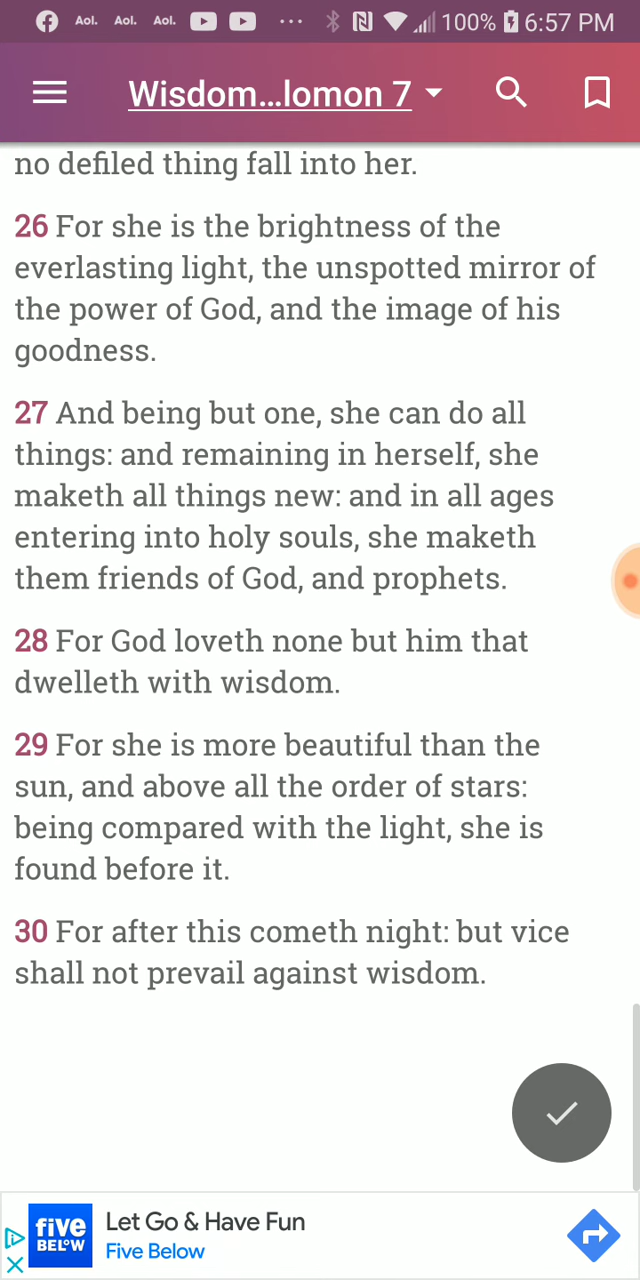 Aol. Aol. Aol. ... 100% 6:57 PM
Wisdom...lomon 7
no defiled thing fall into her.
26 For she is the brightness of the
everlasting light, the unspotted mirror of
the power of God, and the image of his
goodness.
27 And being but one, she can do all
things: and remaining in herself, she
maketh all things new: and in all ages
entering into holy souls, she maketh
them friends of God, and prophets.
28 For God loveth none but him that
dwelleth with wisdom.
29 For she is more beautiful than the
sun, and above all the order of stars:
being compared with the light, she is
found before it.
30 For after this cometh night: but vice
shall not prevail against wisdom.
five
BEL°W
Let Go & Have Fun
Five Below